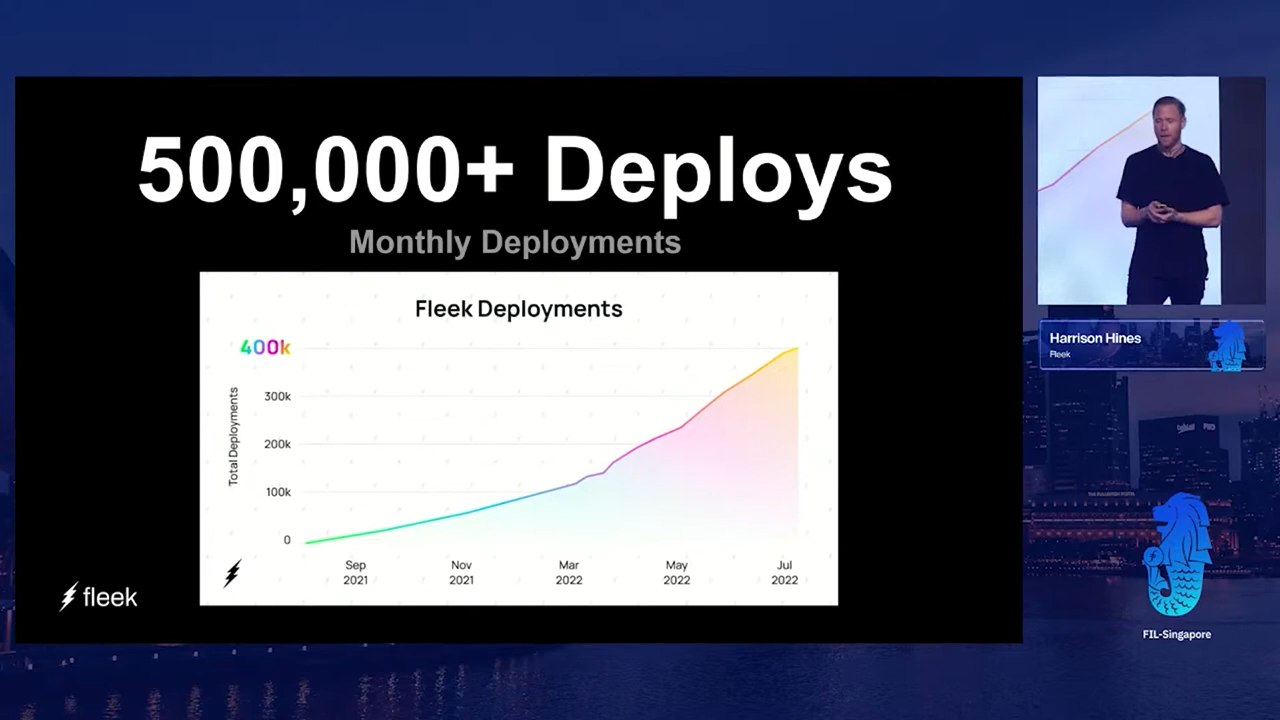 500,000+ Deploys
Monthly Deployments
Fleek Deployments
400k
300k
200k
100k
0
Total Deployments
Sep
2021
Nov
2021
Mar
2022
May
2022
Jul
2022
fleek
Harrison Hines
Fleek
FIL-Singapore